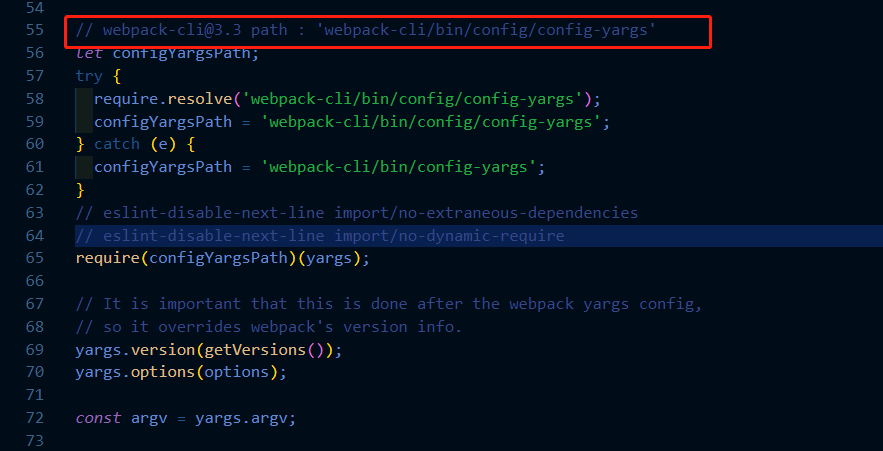 54
55 // webpack-cli@3.3 path : 'webpack-cli/bin/config/config-yargs'
56 let configYargsPath;
57 try {
58   require.resolve('webpack-cli/bin/config/config-yargs');
59   configYargsPath = 'webpack-cli/bin/config/config-yargs';
60 } catch (e) {
61   configYargsPath = 'webpack-cli/bin/config-yargs';
62 }
63 // eslint-disable-next-line import/no-extraneous-dependencies
64 // eslint-disable-next-line import/no-dynamic-require
65 require(configYargsPath)(yargs);
66
67 // It is important that this is done after the webpack yargs config,
68 // so it overrides webpack's version info.
69 yargs.version(getVersions());
70 yargs.options(options);
71
72 const argv = yargs.argv;
73